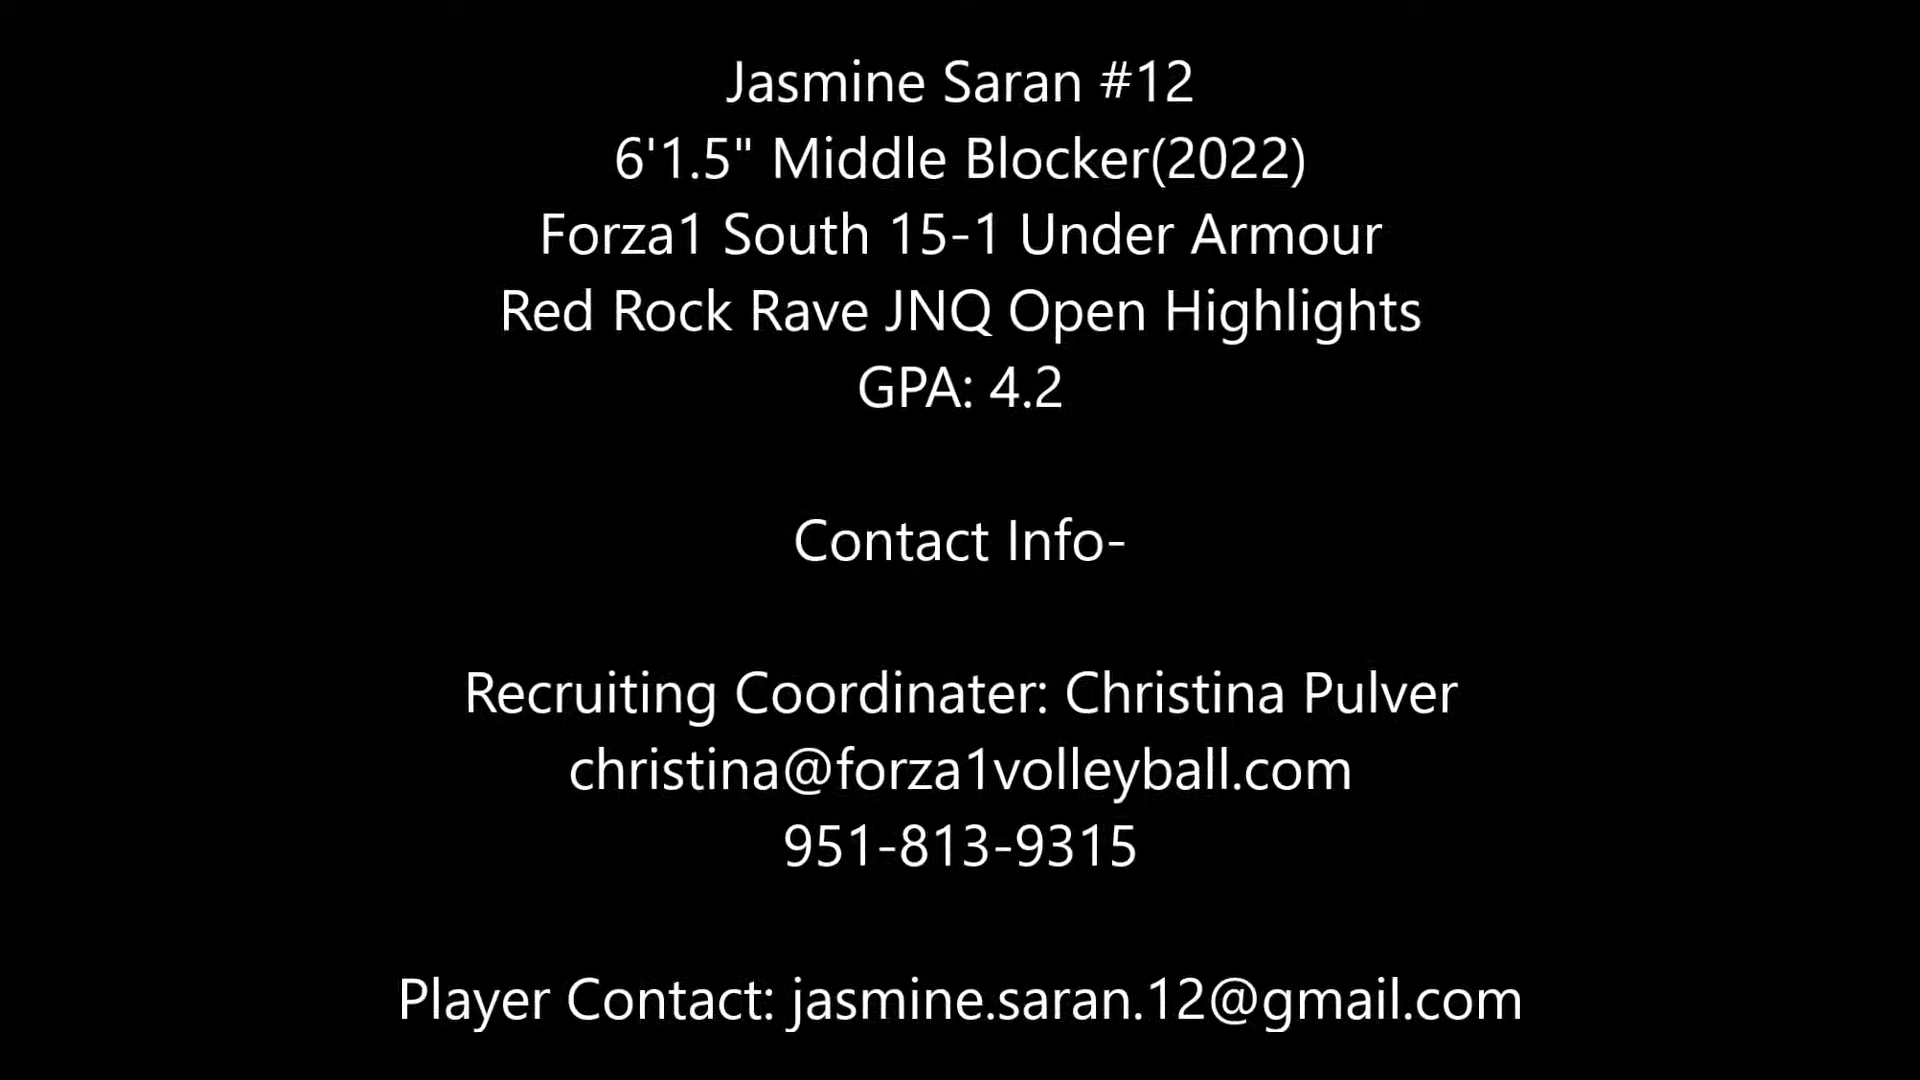 Jasmine Saran #12
6'1.5" Middle Blocker(2022)
Forza1 South 15-1 Under Armour
Red Rock Rave JNQ Open Highlights
GPA: 4.2
Contact Info-
Recruiting Coordinater: Christina Pulver
christina@forza1volleyball.com
951-813-9315
Player Contact: jasmine.saran.12@gmail.com